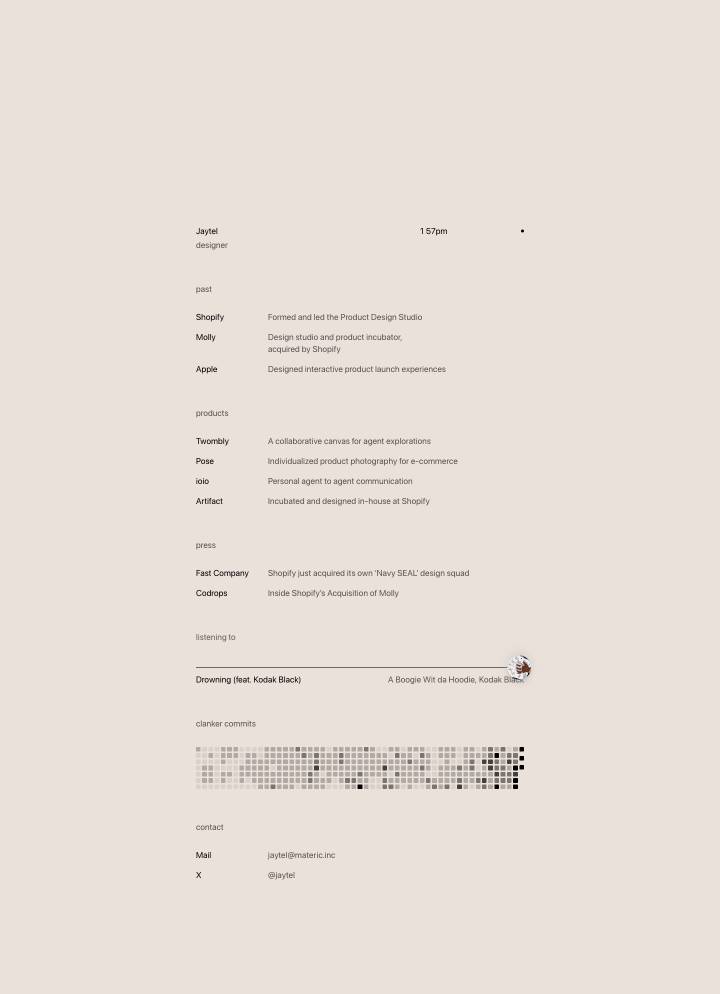 Jaytel 1 57pm
designer
past
Shopify Formed and led the Product Design Studio
Molly Design studio and product incubator,
acquired by Shopify
Apple Designed interactive product launch experiences
products
Twombly A collaborative canvas for agent explorations
Pose Individualized product photography for e-commerce
ioio Personal agent to agent communication
Artifact Incubated and designed in-house at Shopify
press
Fast Company Shopify just acquired its own 'Navy SEAL' design squad
Codrops Inside Shopify's Acquisition of Molly
listening to
Drowning (feat. Kodak Black) A Boogie Wit da Hoodie, Kodak Black
clanker commits
contact
Mail jaytel@materic.inc
X @jaytel